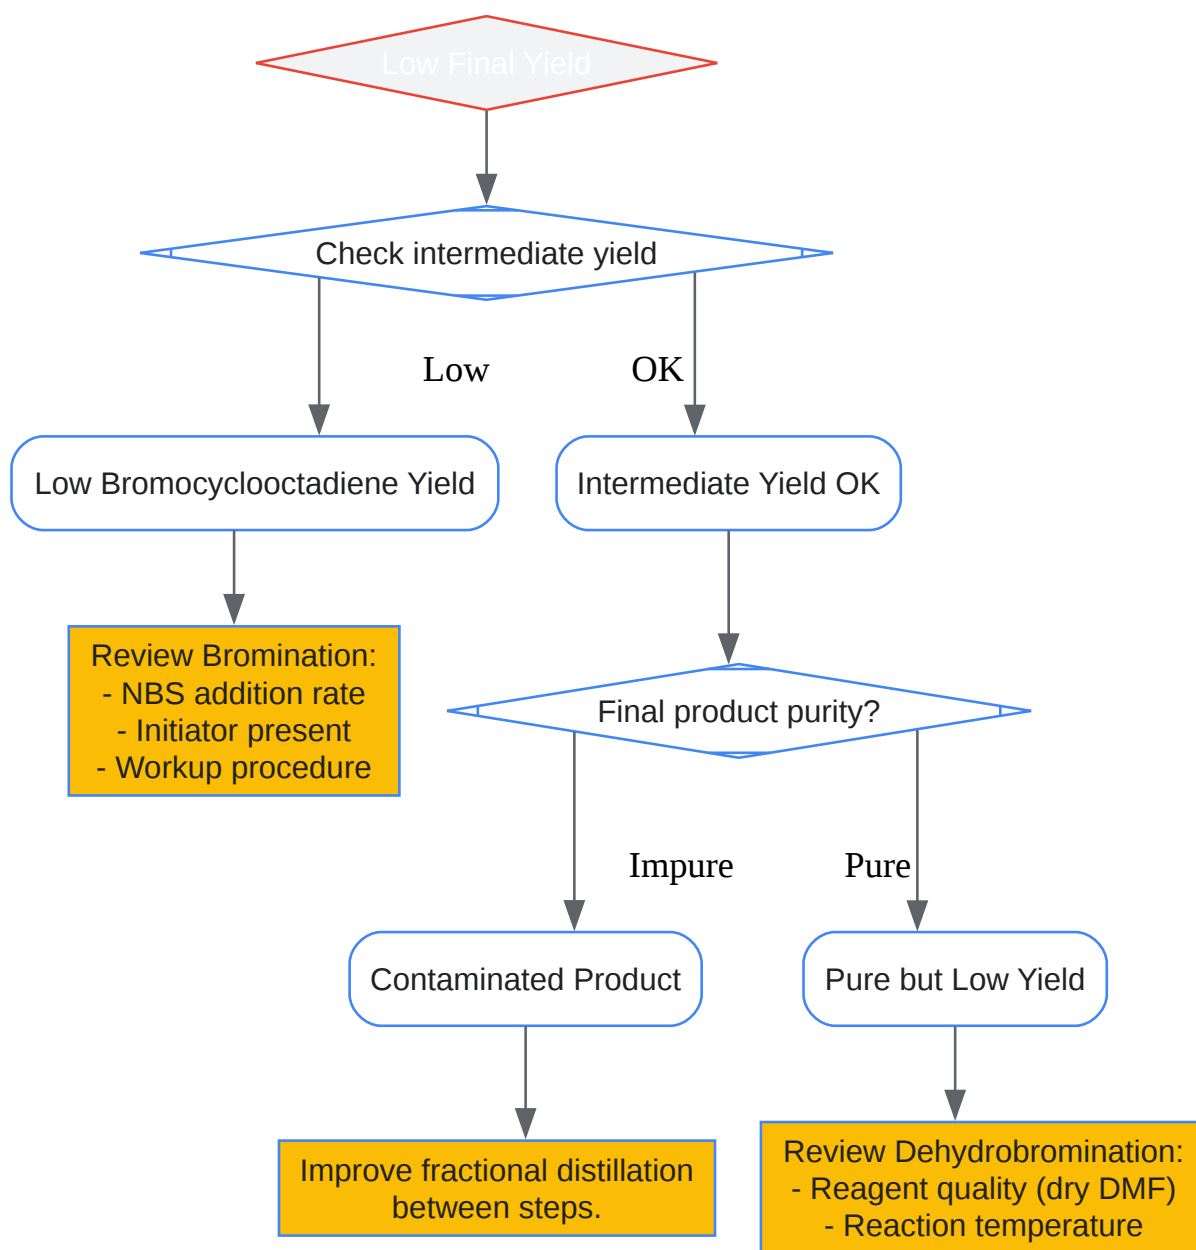 Low Final Yield
Check intermediate yield
Low
OK
Low Bromocyclooctadiene Yield
Intermediate Yield OK
Review Bromination:
- NBS addition rate
- Initiator present
- Workup procedure
Final product purity?
Impure
Pure
Contaminated Product
Pure but Low Yield
Improve fractional distillation
between steps.
Review Dehydrobromination:
- Reagent quality (dry DMF)
- Reaction temperature